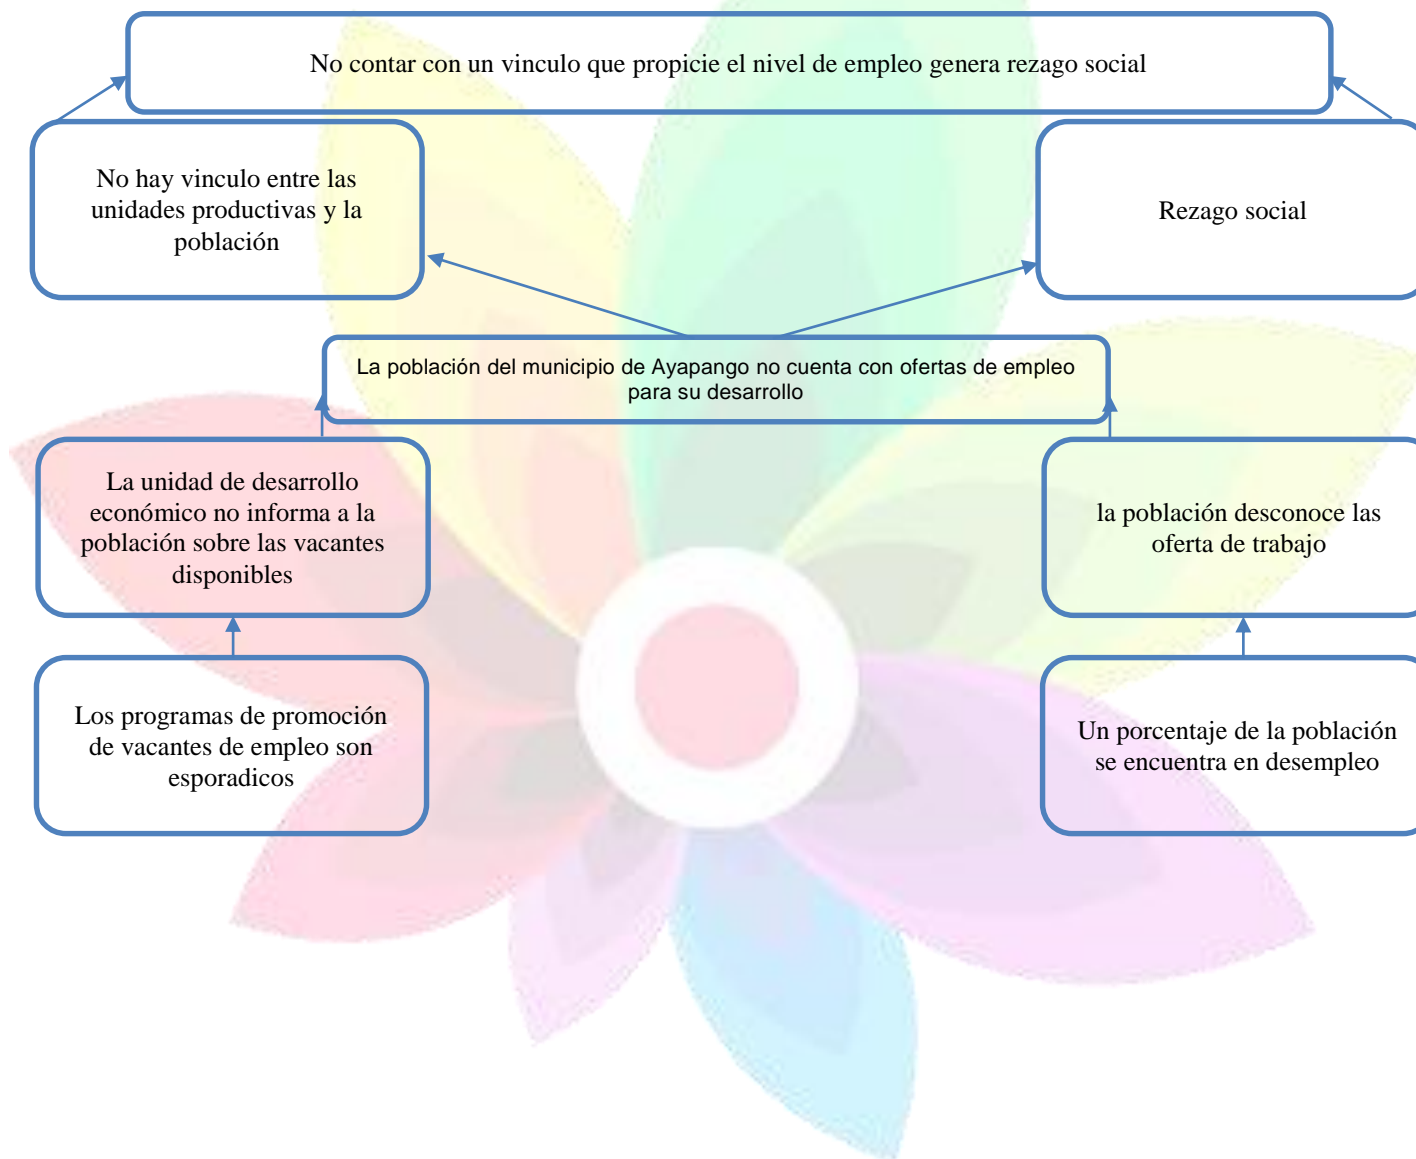 No contar con un vinculo que propicie el nivel de empleo genera rezago social
No hay vinculo entre las
unidades productivas y la
población
Rezago social
La población del municipio de Ayapango no cuenta con ofertas de empleo
para su desarrollo
La unidad de desarrollo
económico no informa a la
población sobre las vacantes
disponibles
la población desconoce las
oferta de trabajo
Los programas de promoción
de vacantes de empleo son
esporadicos
Un porcentaje de la población
se encuentra en desempleo